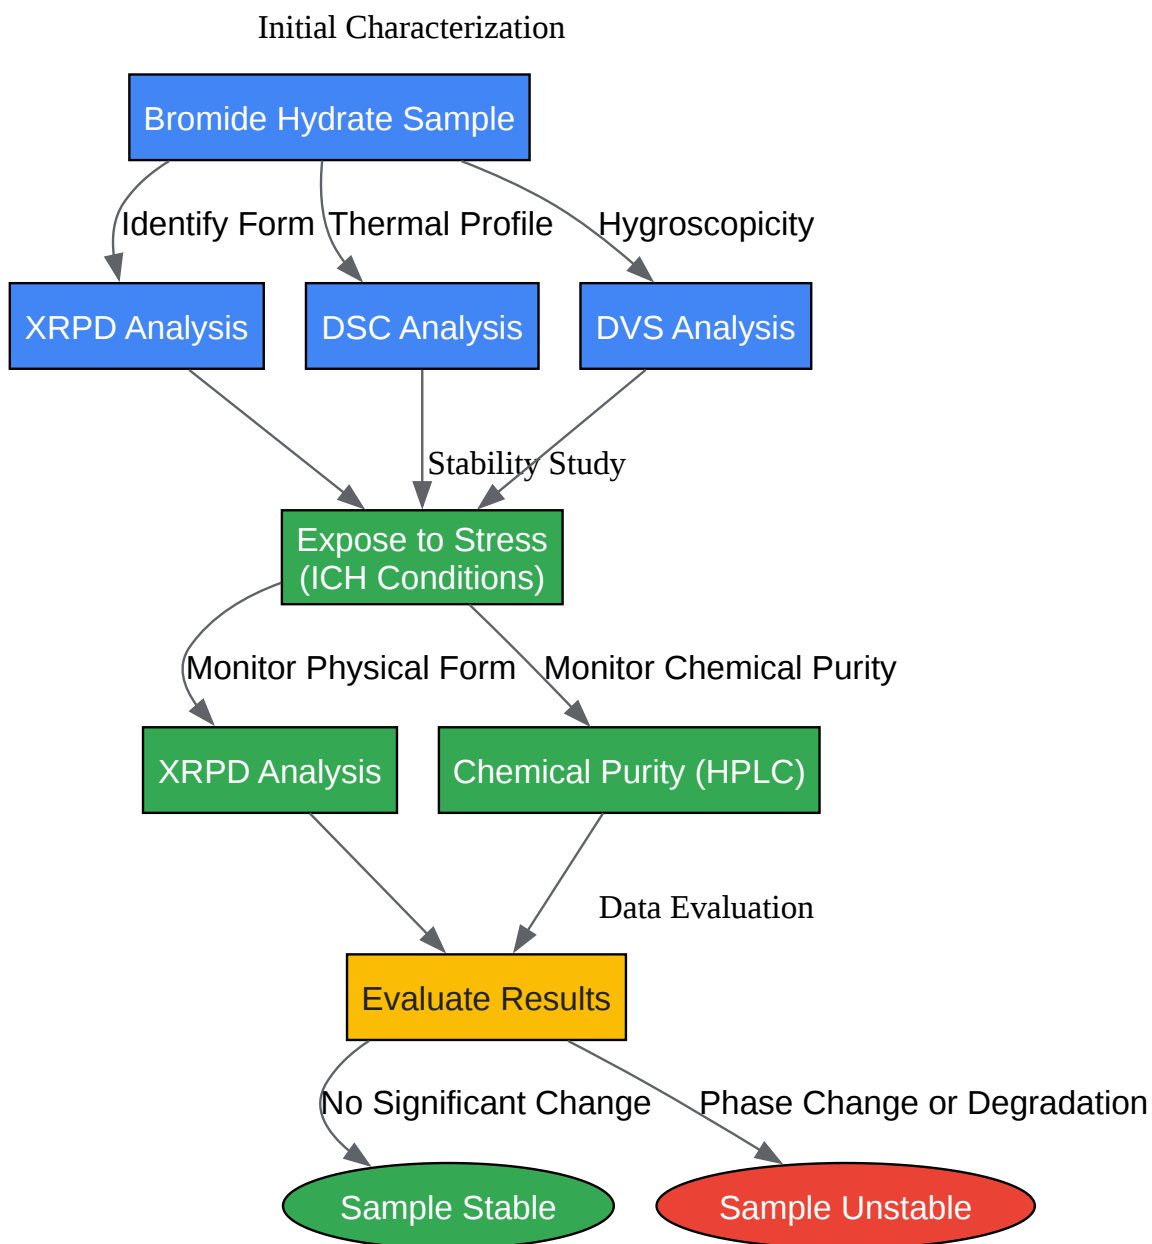 Initial Characterization
Bromide Hydrate Sample
Identify Form
Thermal Profile
Hygroscopicity
XRPD Analysis
DSC Analysis
DVS Analysis
Stability Study
Expose to Stress
(ICH Conditions)
Monitor Physical Form
Monitor Chemical Purity
XRPD Analysis
Chemical Purity (HPLC)
Data Evaluation
Evaluate Results
No Significant Change
Phase Change or Degradation
Sample Stable
Sample Unstable